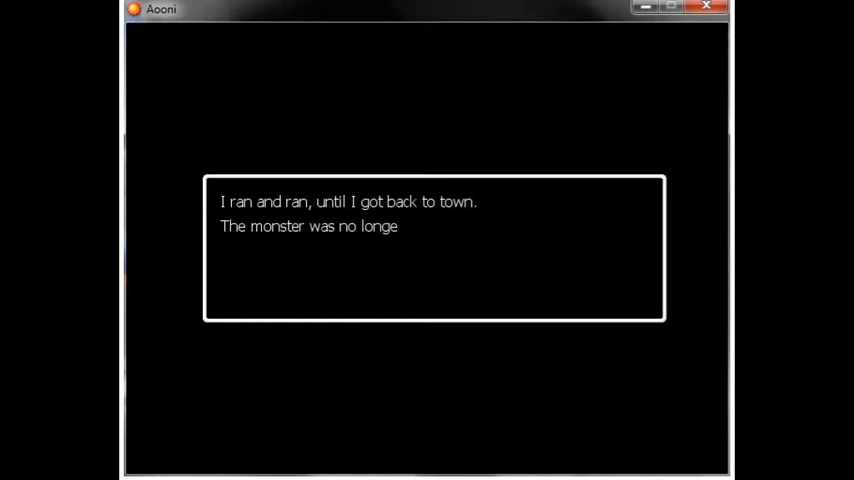 Aooni
I ran and ran, until I got back to town.
The monster was no longe